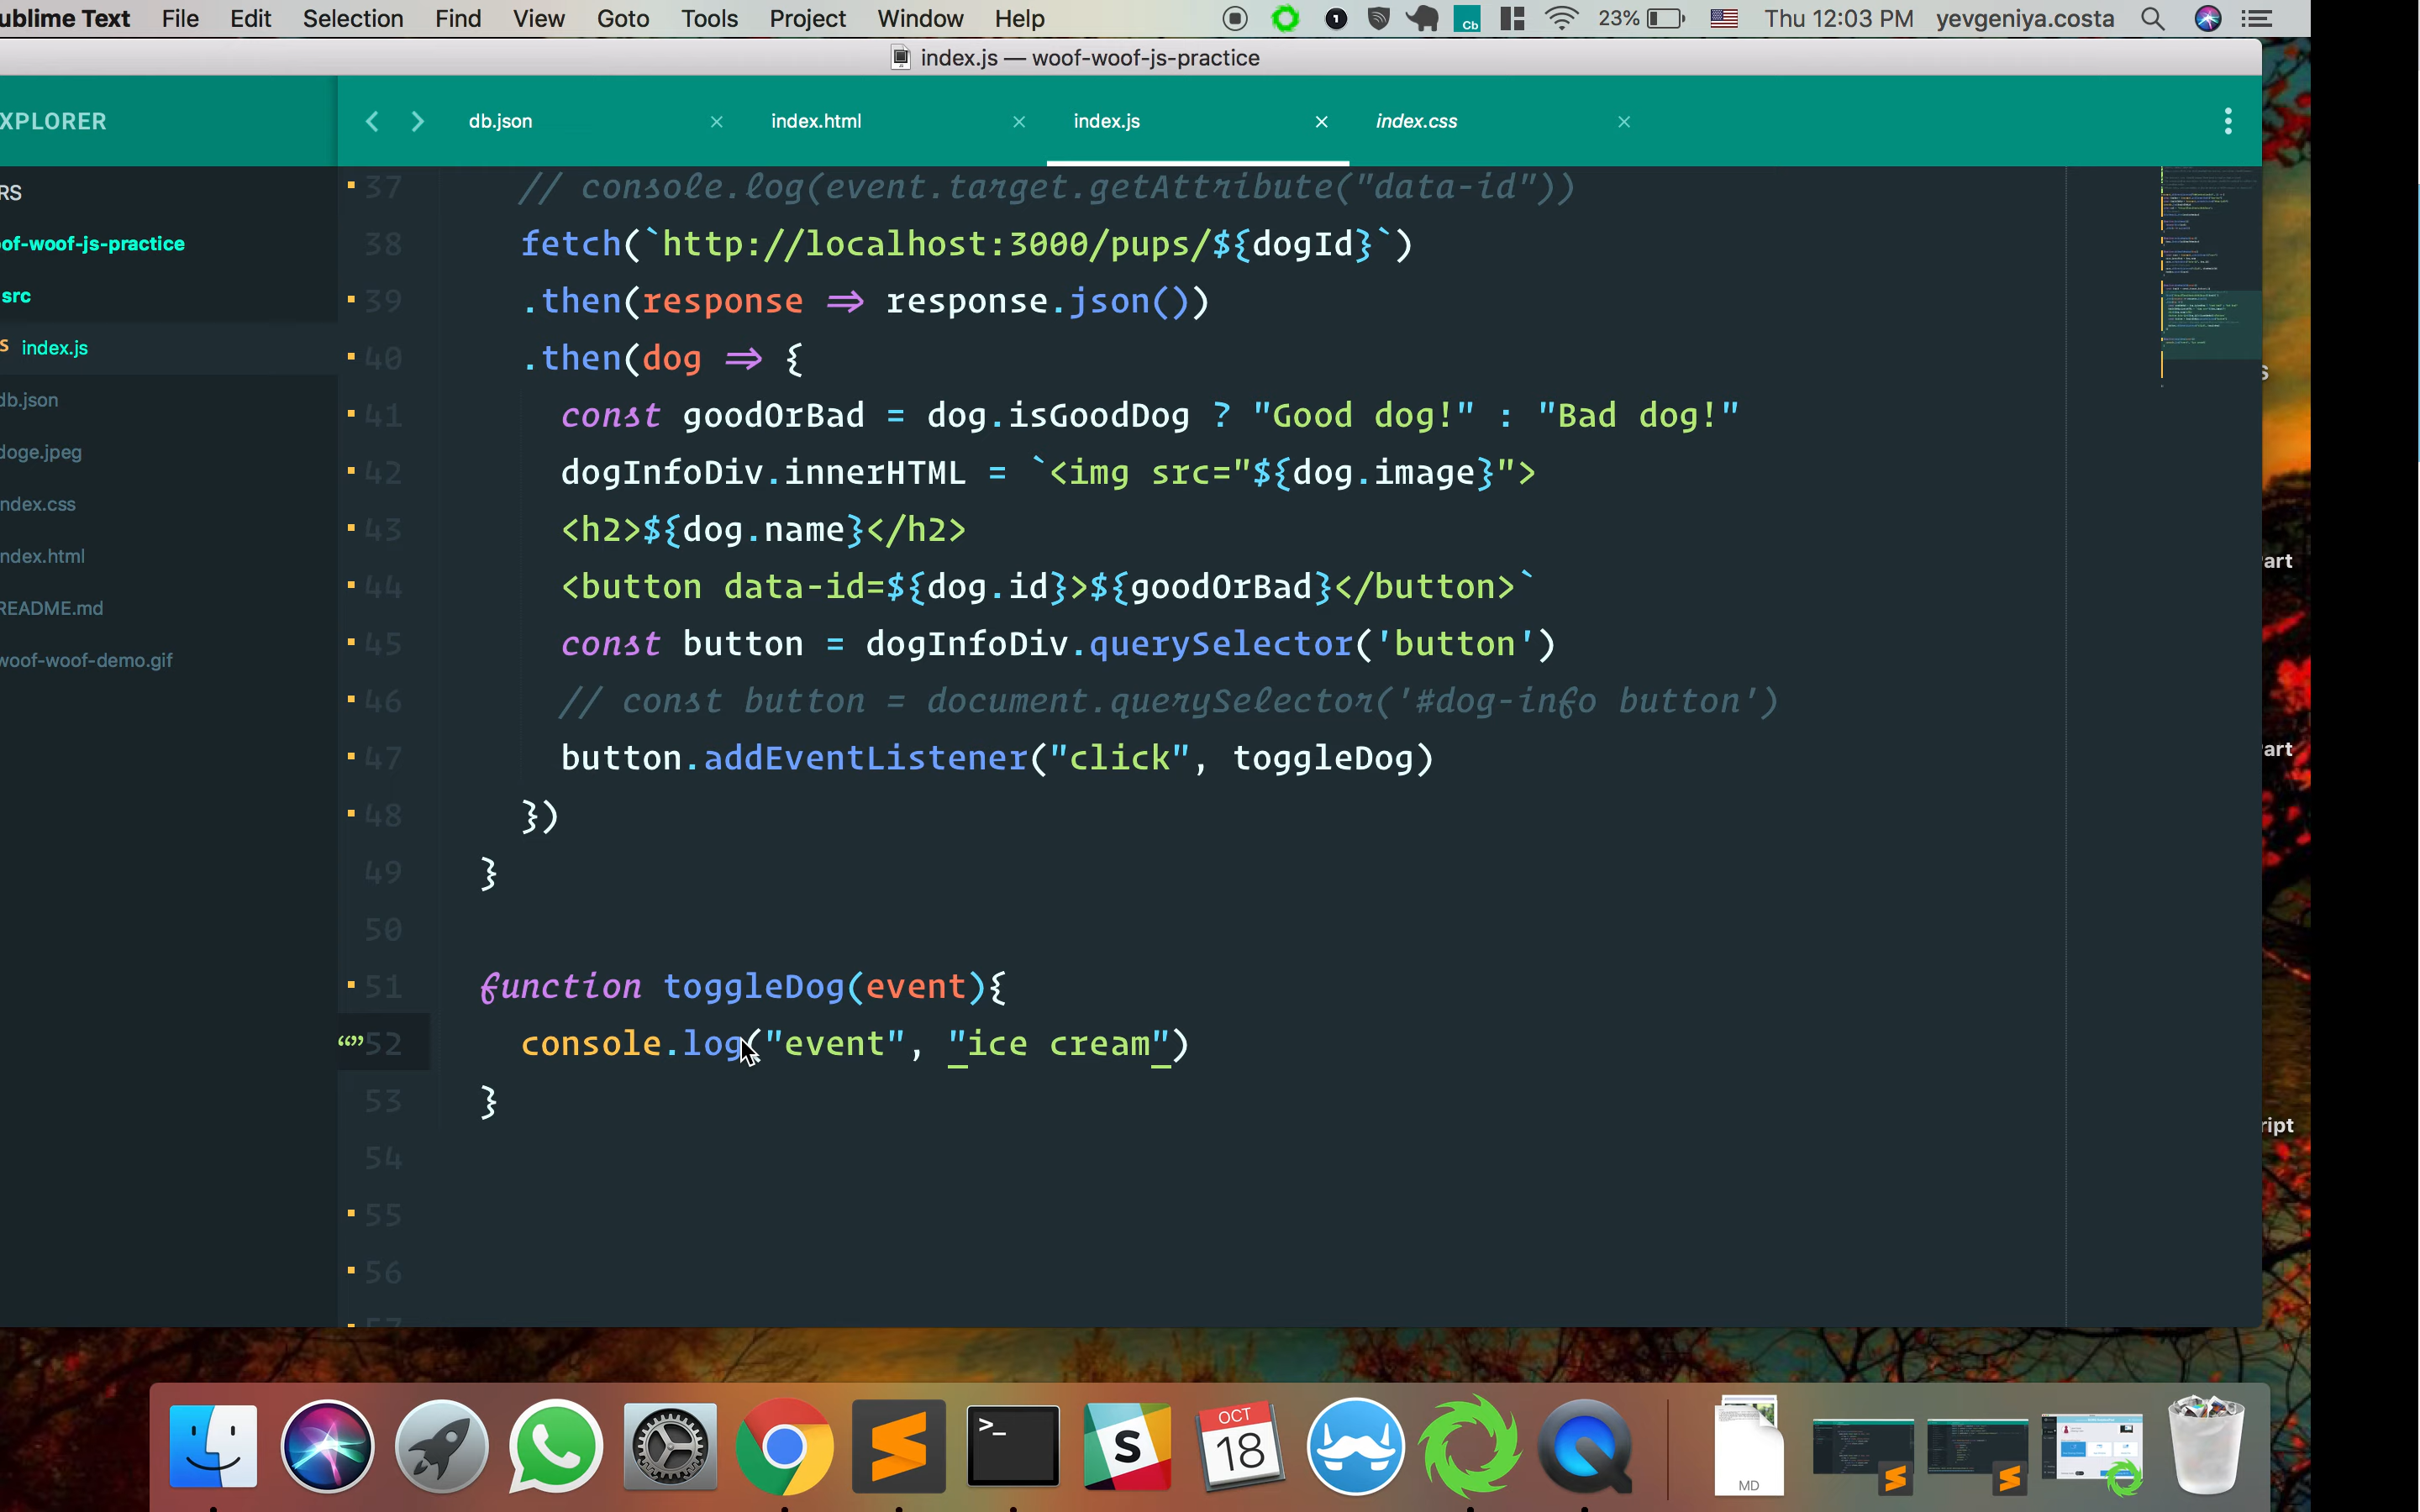 ublime Text File Edit Selection Find View Goto Tools Project Window Help 1 Cb 23% Thu 12:03 PM yevgeniya.costa
index.js — woof-woof-js-practice
XPLORER
db.json × index.html × index.js × index.css ×
RS
of-woof-js-practice
src
S index.js
db.json
doge.jpeg
ndex.css
ndex.html
README.md
woof-woof-demo.gif
37 // console.log(event.target.getAttribute("data-id"))
38 fetch(`http://localhost:3000/pups/${dogId}`)
39 .then(response => response.json())
40 .then(dog => {
41 const goodOrBad = dog.isGoodDog ? "Good dog!" : "Bad dog!"
42 dogInfoDiv.innerHTML = `<img src="${dog.image}">
43 <h2>${dog.name}</h2>
44 <button data-id=${dog.id}>${goodOrBad}</button>`
45 const button = dogInfoDiv.querySelector('button')
46 // const button = document.querySelector('#dog-info button')
47 button.addEventListener("click", toggleDog)
48 })
49 }
50
51 function toggleDog(event){
52 console.log("event", "ice cream")
53 }
54
55
56
57
art
art
ript
OCT
18
MD